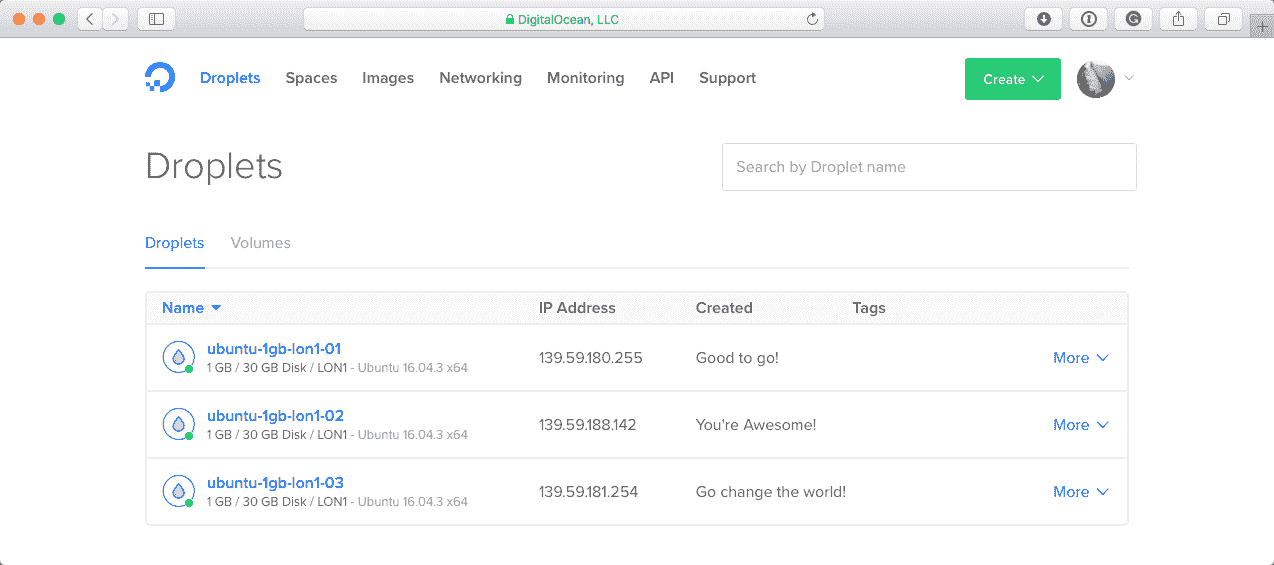 DigitalOcean, LLC
Droplets Spaces Images Networking Monitoring API Support Create
Droplets
Search by Droplet name
Droplets Volumes
Name IP Address Created Tags
ubuntu-1gb-lon1-01
1 GB / 30 GB Disk / LON1 - Ubuntu 16.04.3 x64
139.59.180.255 Good to go! More
ubuntu-1gb-lon1-02
1 GB / 30 GB Disk / LON1 - Ubuntu 16.04.3 x64
139.59.188.142 You're Awesome! More
ubuntu-1gb-lon1-03
1 GB / 30 GB Disk / LON1 - Ubuntu 16.04.3 x64
139.59.181.254 Go change the world! More